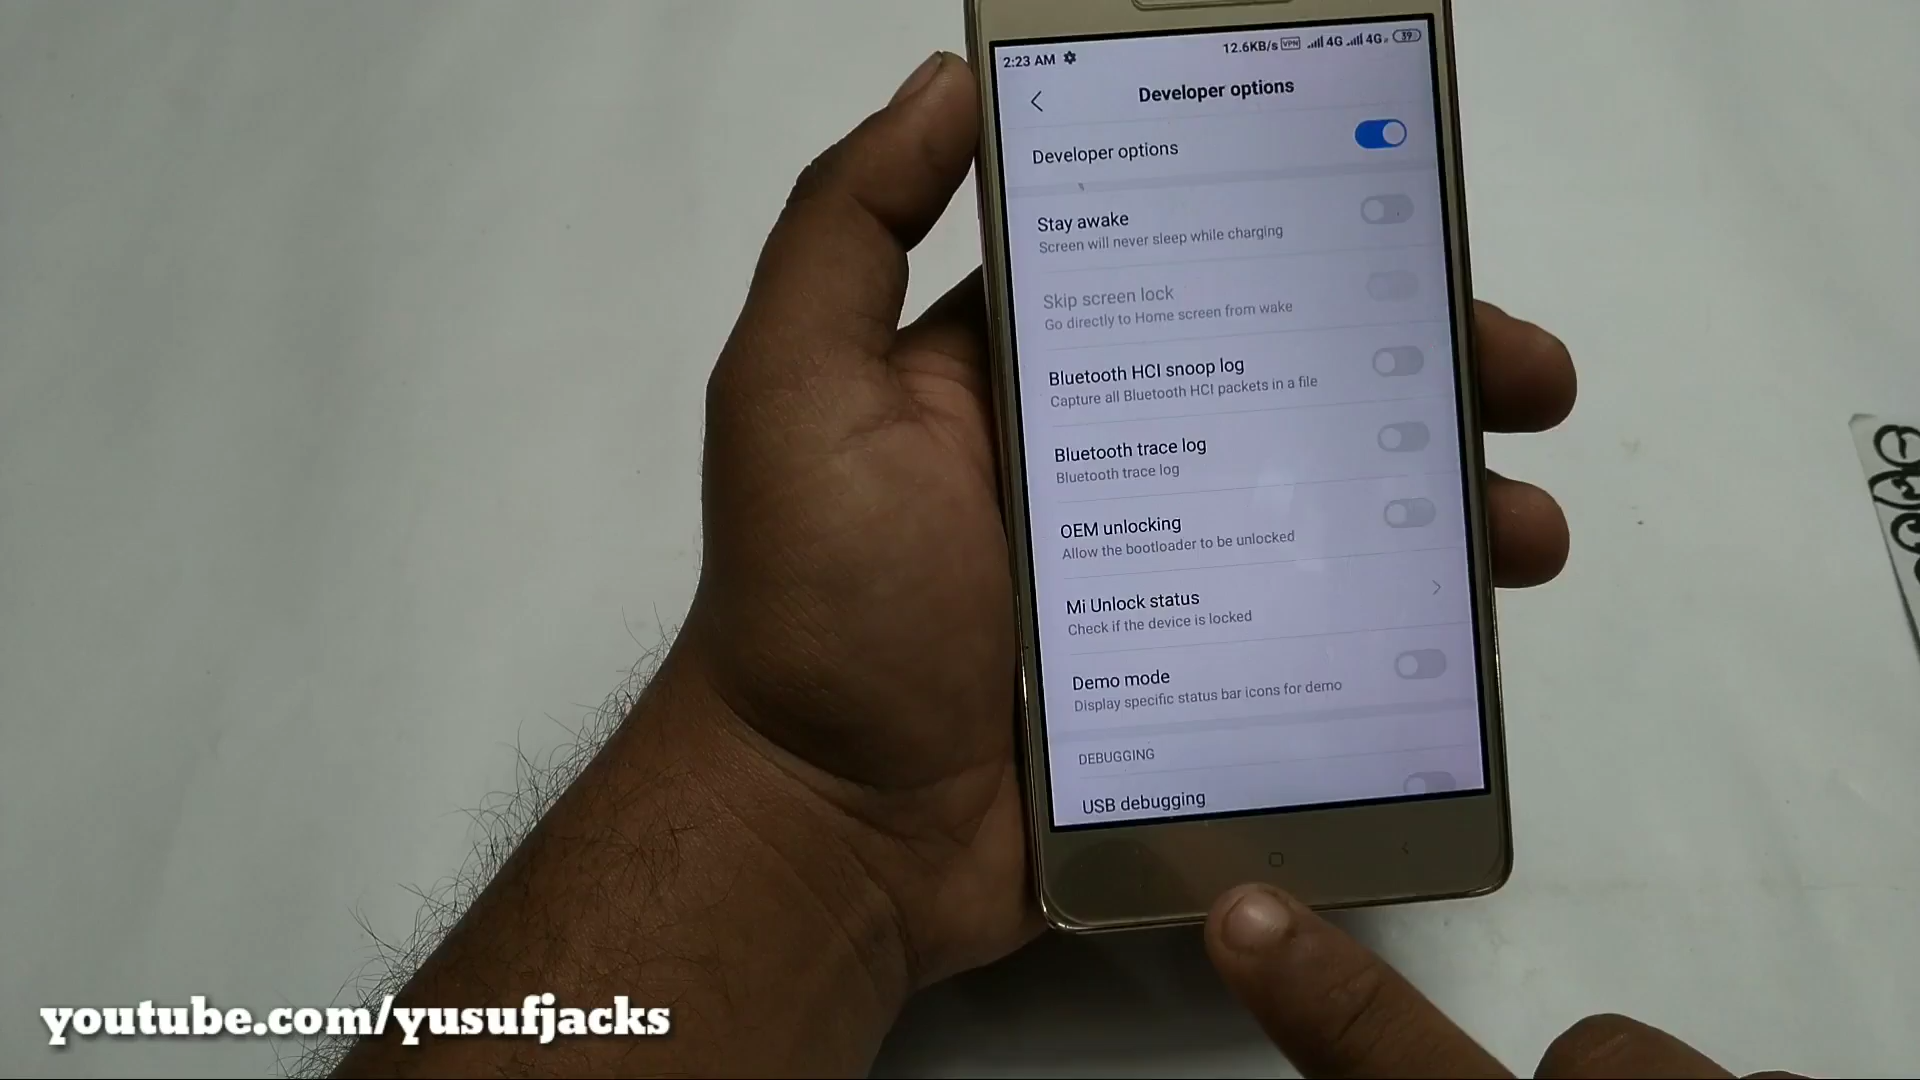 2:23 AM 12.6KB/s VPN 4G 4G 39
Developer options
Developer options
Stay awake
Screen will never sleep while charging
Skip screen lock
Go directly to Home screen from wake
Bluetooth HCI snoop log
Capture all Bluetooth HCI packets in a file
Bluetooth trace log
Bluetooth trace log
OEM unlocking
Allow the bootloader to be unlocked
Mi Unlock status
Check if the device is locked
Demo mode
Display specific status bar icons for demo
DEBUGGING
USB debugging
youtube.com/yusufjacks